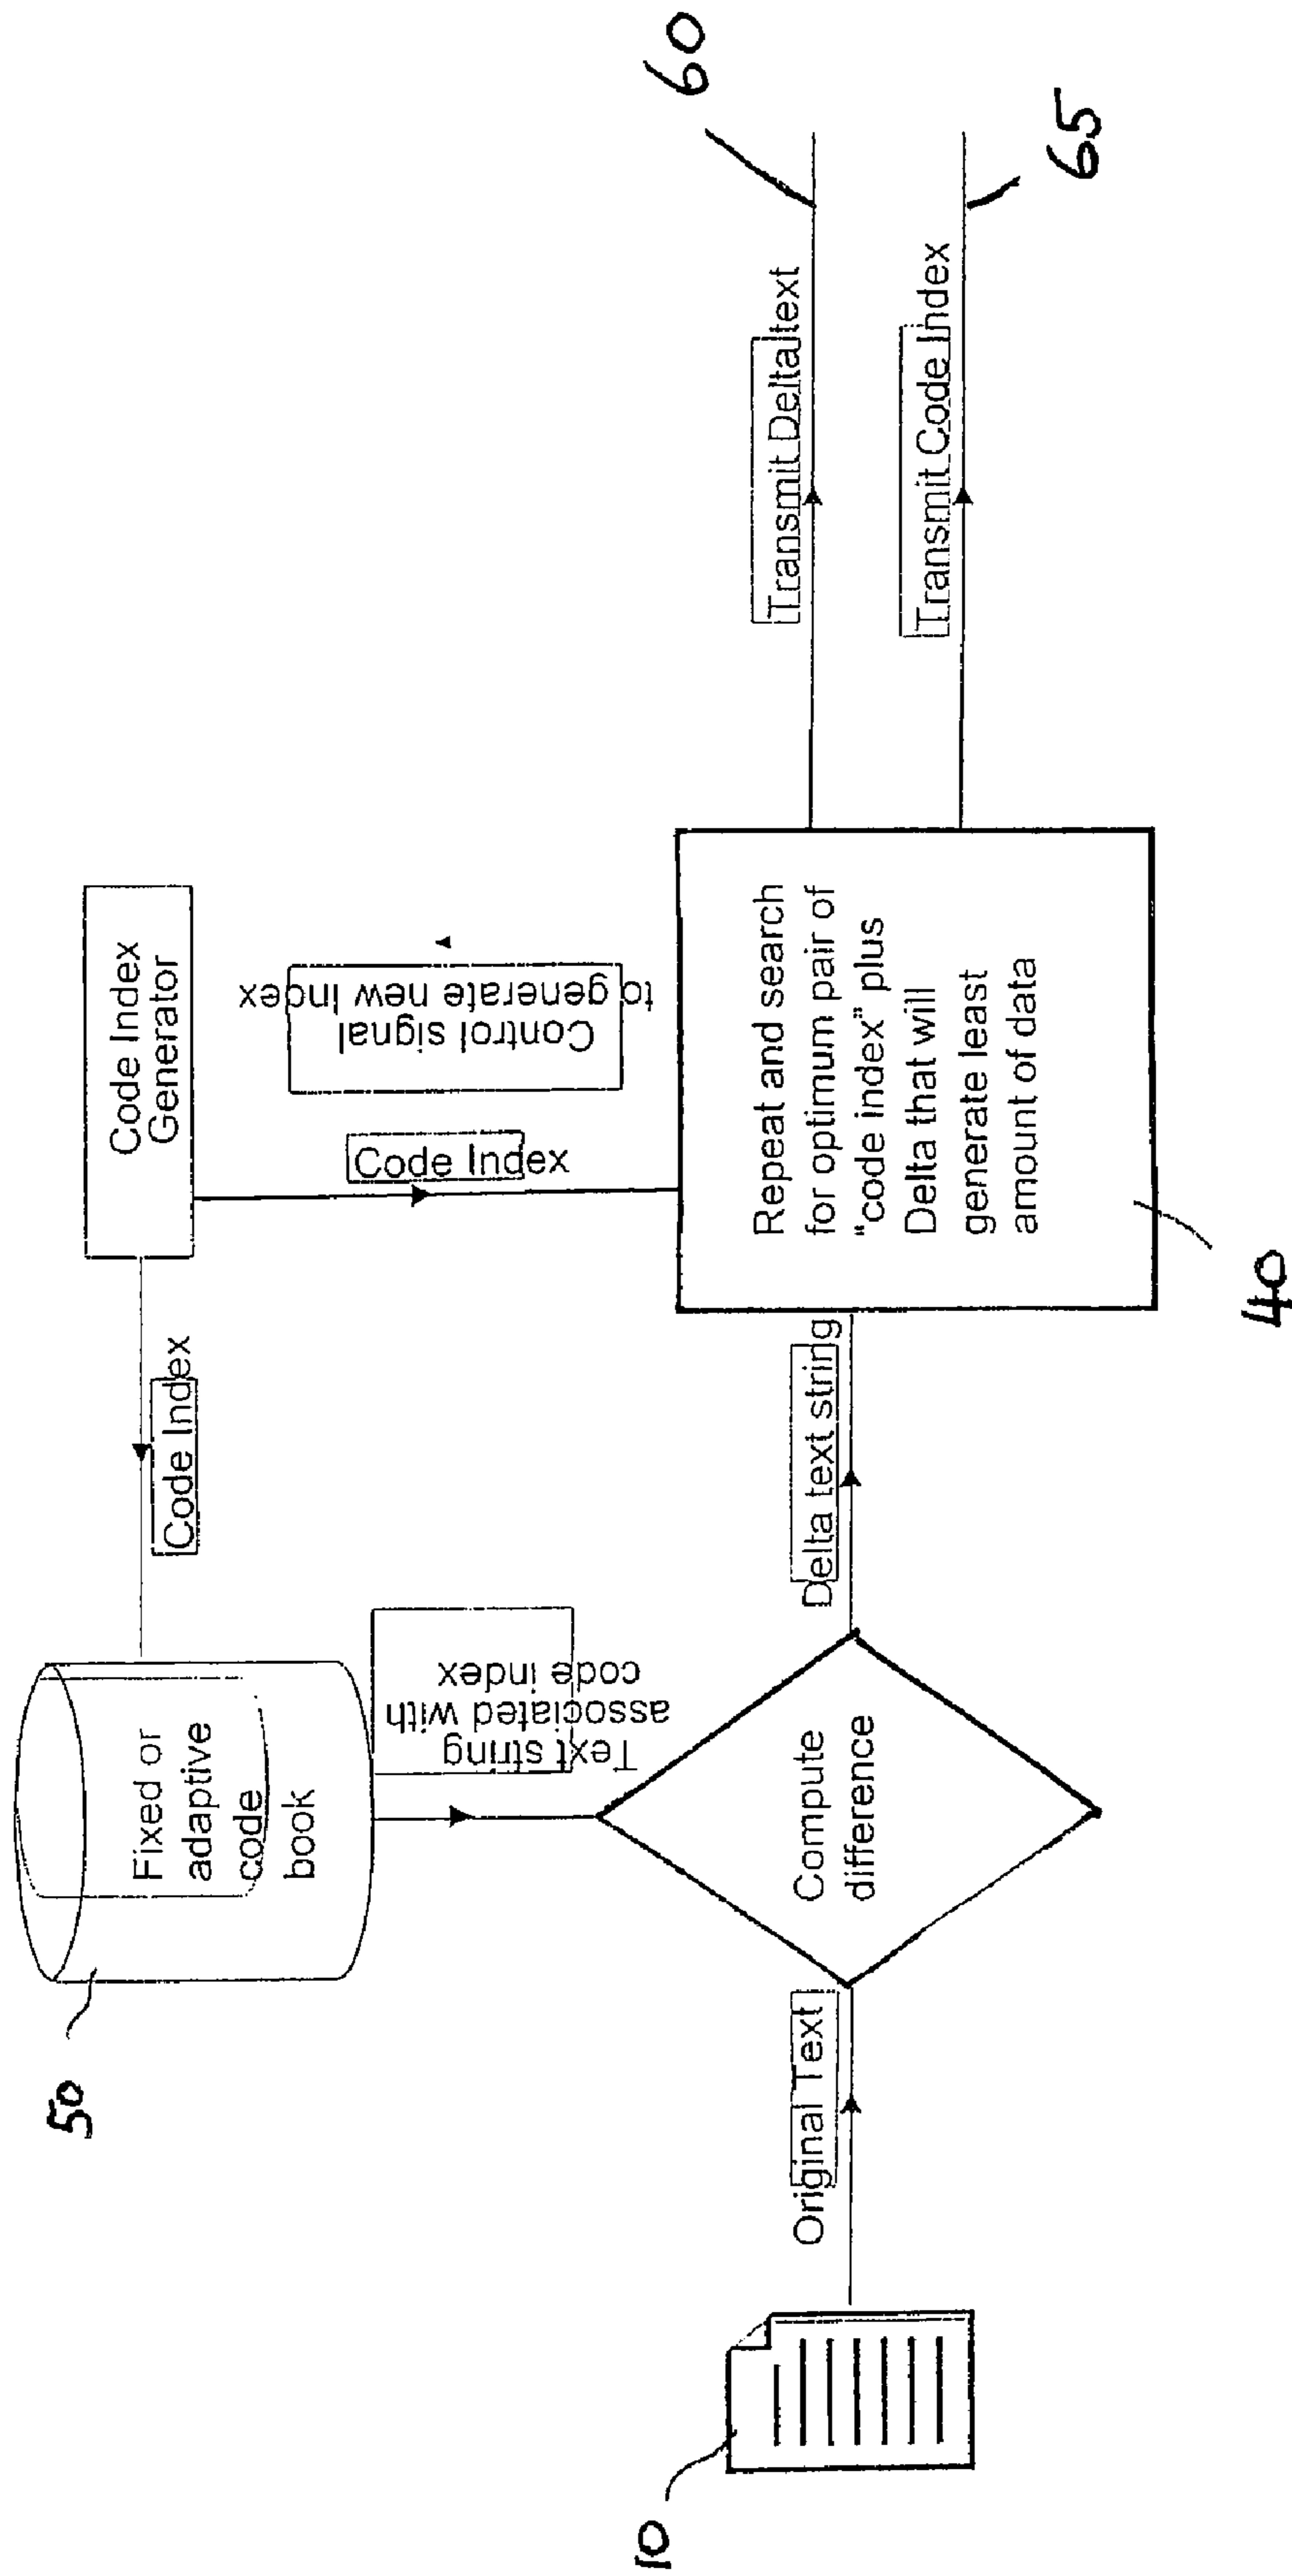 50
Fixed or
adaptive
code
book
Code Index
Code Index
Generator
Text string
associated with
code index
Code Index
Control signal
to generate new index
10
Original Text
Compute
difference
Delta text string
Repeat and search
for optimum pair of
“code index” plus
Delta that will
generate least
amount of data
40
Transmit Delta text
60
Transmit Code Index
65